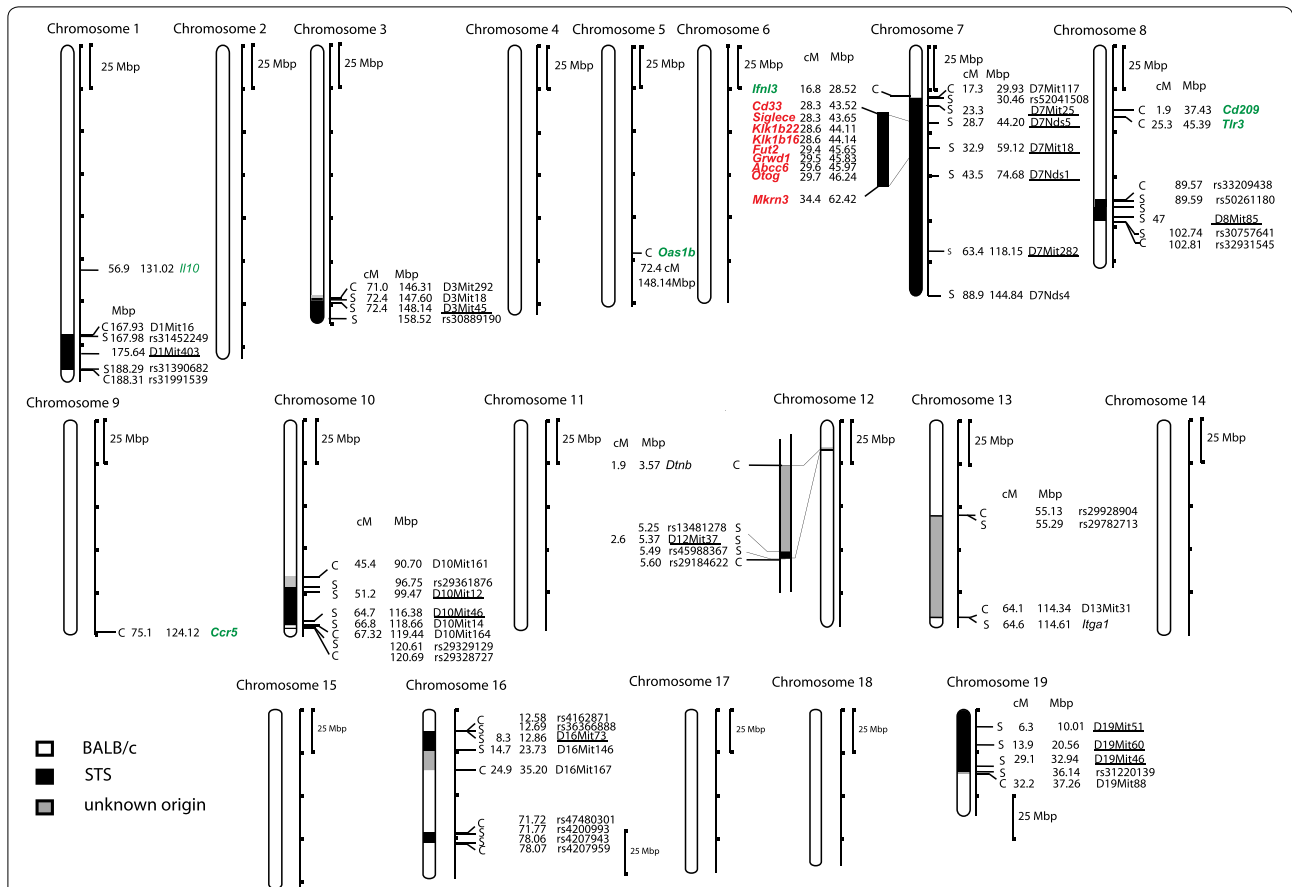 Chromosome 1
25 Mbp
56.9 131.02 Il10
Mbp
C 167.93 D1Mit16
S 167.98 rs31452249
175.64 D1Mit403
S 188.29 rs31390682
C 188.31 rs31991539
Chromosome 2
25 Mbp
Chromosome 3
25 Mbp
cM Mbp
C 71.0 146.31 D3Mit292
S 72.4 147.60 D3Mit18
S 72.4 148.14 D3Mit45
S 158.52 rs30889190
Chromosome 4
25 Mbp
Chromosome 5
25 Mbp
C Oas1b
72.4 cM
148.14Mbp
Chromosome 6
25 Mbp
Chromosome 7
25 Mbp
cM Mbp
Ifnl3 16.8 28.52 C
Cd33 28.3 43.52
Siglece 28.3 43.65
Klk1b22 28.6 44.11
Klk1b16 28.6 44.14
Fut2 29.4 45.65
Grwd1 29.5 45.83
Abcc6 29.6 45.97
Otog 29.7 46.24
Mkrn3 34.4 62.42
cM Mbp
C 17.3 29.93 D7Mit117
S 30.46 rs52041508
S 23.3 D7Mit25
S 28.7 44.20 D7Nds5
S 32.9 59.12 D7Mit18
S 43.5 74.68 D7Nds1
s 63.4 118.15 D7Mit282
S 88.9 144.84 D7Nds4
Chromosome 8
25 Mbp
cM Mbp
C 1.9 37.43 Cd209
C 25.3 45.39 Tlr3
C 89.57 rs33209438
S 89.59 rs50261180
S
S 47 D8Mit85
S 102.74 rs30757641
C 102.81 rs32931545
Chromosome 9
25 Mbp
C 75.1 124.12 Ccr5
Chromosome 10
25 Mbp
cM Mbp
C 45.4 90.70 D10Mit161
S 96.75 rs29361876
S 51.2 99.47 D10Mit12
S 64.7 116.38 D10Mit46
S 66.8 118.66 D10Mit14
C 67.32 119.44 D10Mit164
S 120.61 rs29329129
C 120.69 rs29328727
Chromosome 11
25 Mbp
Chromosome 12
25 Mbp
cM Mbp
1.9 3.57 Dtnb C
5.25 rs13481278 S
2.6 5.37 D12Mit37 S
5.49 rs45988367 S
5.60 rs29184622 C
Chromosome 13
25 Mbp
cM Mbp
C 55.13 rs29928904
S 55.29 rs29782713
C 64.1 114.34 D13Mit31
S 64.6 114.61 Itga1
Chromosome 14
25 Mbp
Chromosome 15
25 Mbp
Chromosome 16
C 12.58 rs4162871
S 12.69 rs36366888
S 8.3 12.86 D16Mit73
S 14.7 23.73 D16Mit146
C 24.9 35.20 D16Mit167
C 71.72 rs47480301
S 71.77 rs4200993
S 78.06 rs4207943
C 78.07 rs4207959
25 Mbp
Chromosome 17
25 Mbp
Chromosome 18
25 Mbp
Chromosome 19
cM Mbp
S 6.3 10.01 D19Mit51
S 13.9 20.56 D19Mit60
S 29.1 32.94 D19Mit46
S 36.14 rs31220139
C 32.2 37.26 D19Mit88
25 Mbp
BALB/c
STS
unknown origin